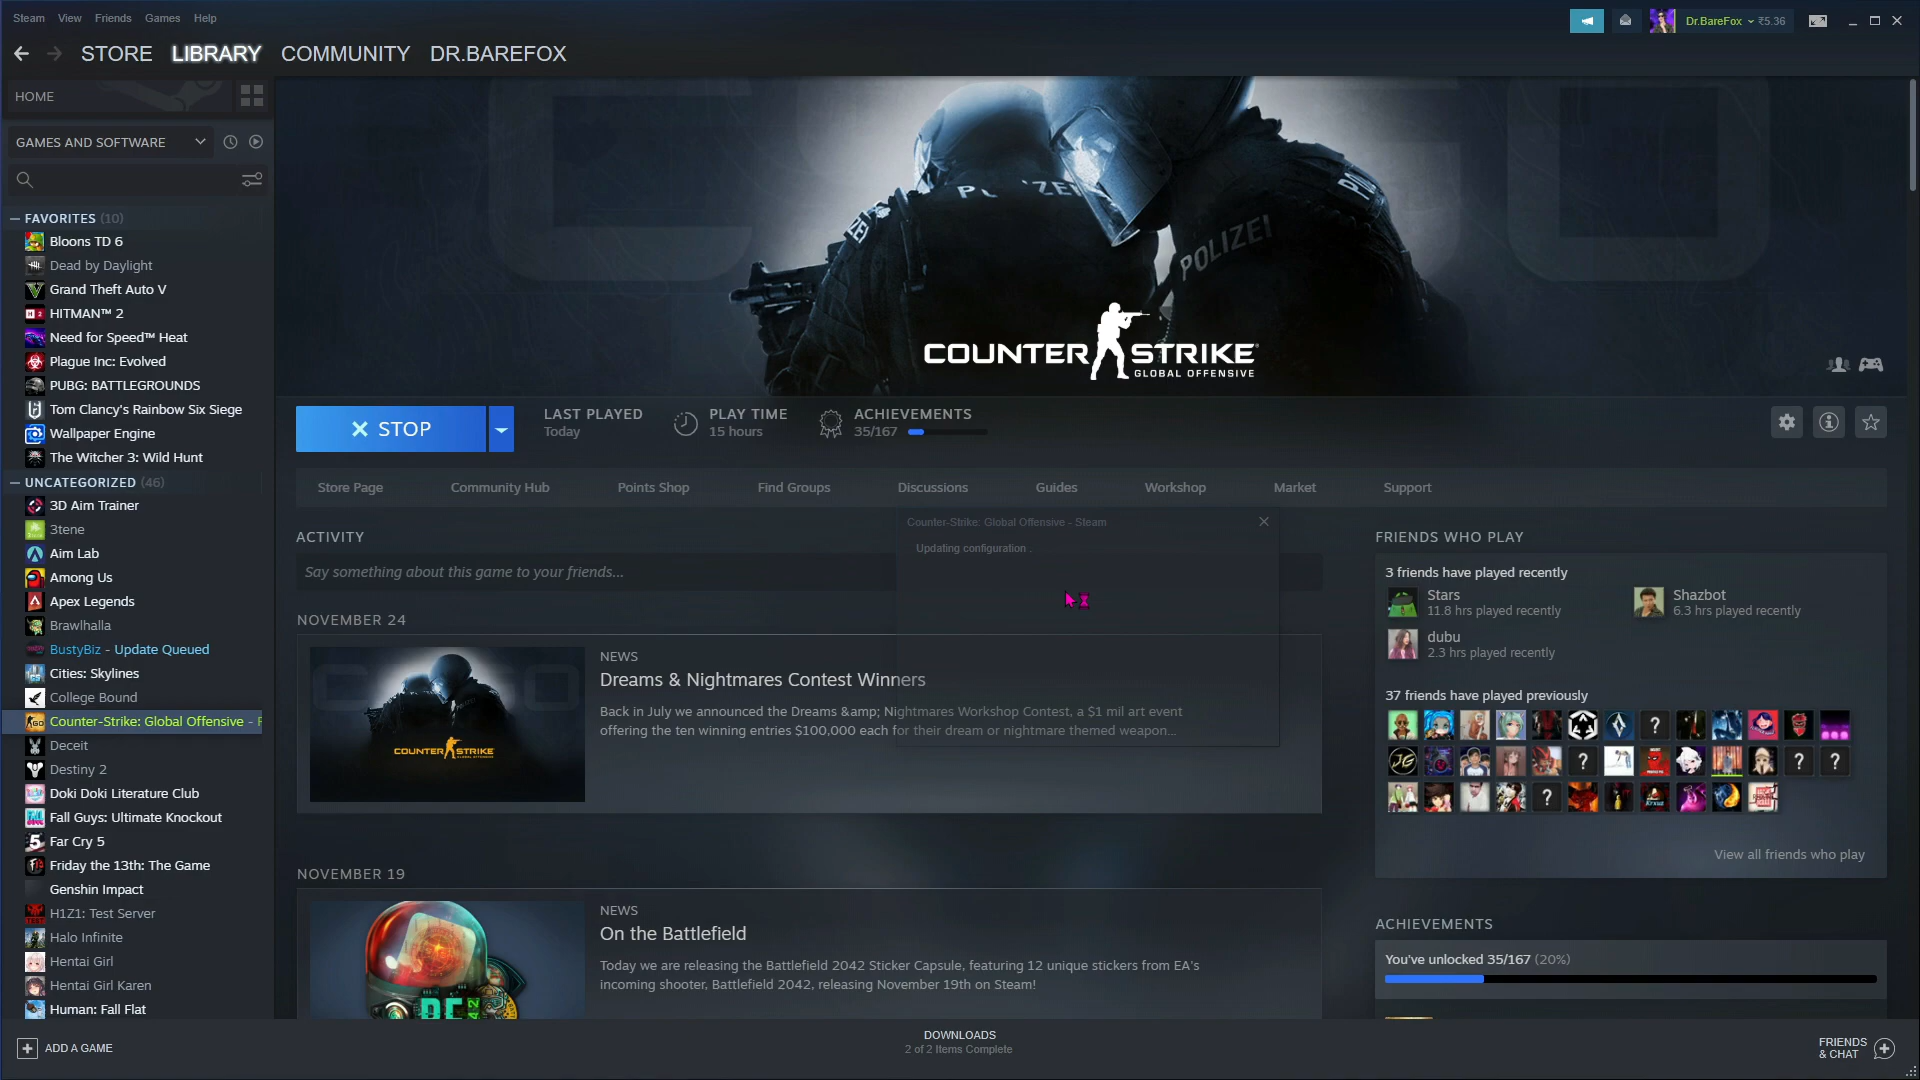 Steam View Friends Games Help
Dr.BareFox ₹5.36
STORE LIBRARY COMMUNITY DR.BAREFOX
HOME
GAMES AND SOFTWARE
FAVORITES (10)
Bloons TD 6
Dead by Daylight
Grand Theft Auto V
HITMAN™ 2
Need for Speed™ Heat
Plague Inc: Evolved
PUBG: BATTLEGROUNDS
Tom Clancy's Rainbow Six Siege
Wallpaper Engine
The Witcher 3: Wild Hunt
UNCATEGORIZED (46)
3D Aim Trainer
3tene
Aim Lab
Among Us
Apex Legends
Brawlhalla
BustyBiz - Update Queued
Cities: Skylines
College Bound
Counter-Strike: Global Offensive -
Deceit
Destiny 2
Doki Doki Literature Club
Fall Guys: Ultimate Knockout
Far Cry 5
Friday the 13th: The Game
Genshin Impact
H1Z1: Test Server
Halo Infinite
Hentai Girl
Hentai Girl Karen
Human: Fall Flat
POLIZEI
COUNTER STRIKE
GLOBAL OFFENSIVE
STOP
LAST PLAYED
Today
PLAY TIME
15 hours
ACHIEVEMENTS
35/167
Store Page Community Hub Points Shop Find Groups Discussions Guides Workshop Market Support
Counter-Strike: Global Offensive - Steam
Updating configuration .
ACTIVITY
Say something about this game to your friends...
NOVEMBER 24
COUNTER STRIKE
NEWS
Dreams & Nightmares Contest Winners
Back in July we announced the Dreams &amp; Nightmares Workshop Contest, a $1 mil art event
offering the ten winning entries $100,000 each for their dream or nightmare themed weapon...
NOVEMBER 19
NEWS
On the Battlefield
Today we are releasing the Battlefield 2042 Sticker Capsule, featuring 12 unique stickers from EA's
incoming shooter, Battlefield 2042, releasing November 19th on Steam!
FRIENDS WHO PLAY
3 friends have played recently
Stars
11.8 hrs played recently
Shazbot
6.3 hrs played recently
dubu
2.3 hrs played recently
37 friends have played previously
View all friends who play
ACHIEVEMENTS
You've unlocked 35/167 (20%)
ADD A GAME
DOWNLOADS
2 of 2 Items Complete
FRIENDS
& CHAT